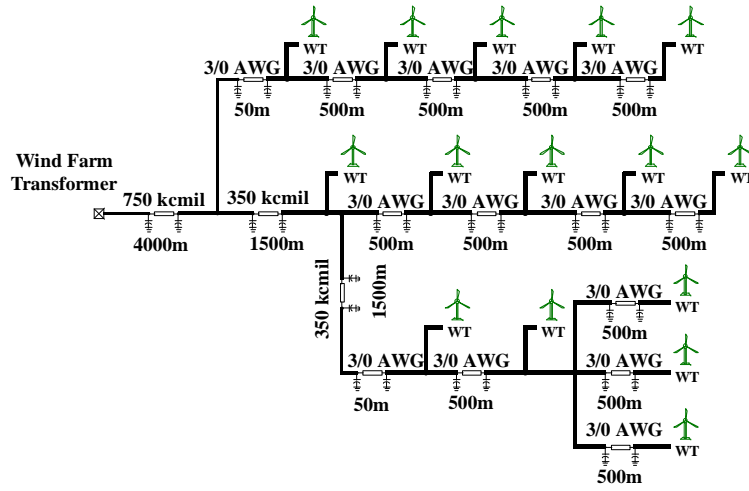 WT WT WT WT WT
3/0 AWG 3/0 AWG 3/0 AWG 3/0 AWG 3/0 AWG
50m 500m 500m 500m 500m
Wind Farm
Transformer
WT WT WT WT WT
750 kcmil 350 kcmil 3/0 AWG 3/0 AWG 3/0 AWG 3/0 AWG
4000m 1500m 500m 500m 500m 500m
350 kcmil 1500m
WT WT
3/0 AWG WT
500m
3/0 AWG 3/0 AWG 3/0 AWG WT
50m 500m 500m
3/0 AWG WT
500m